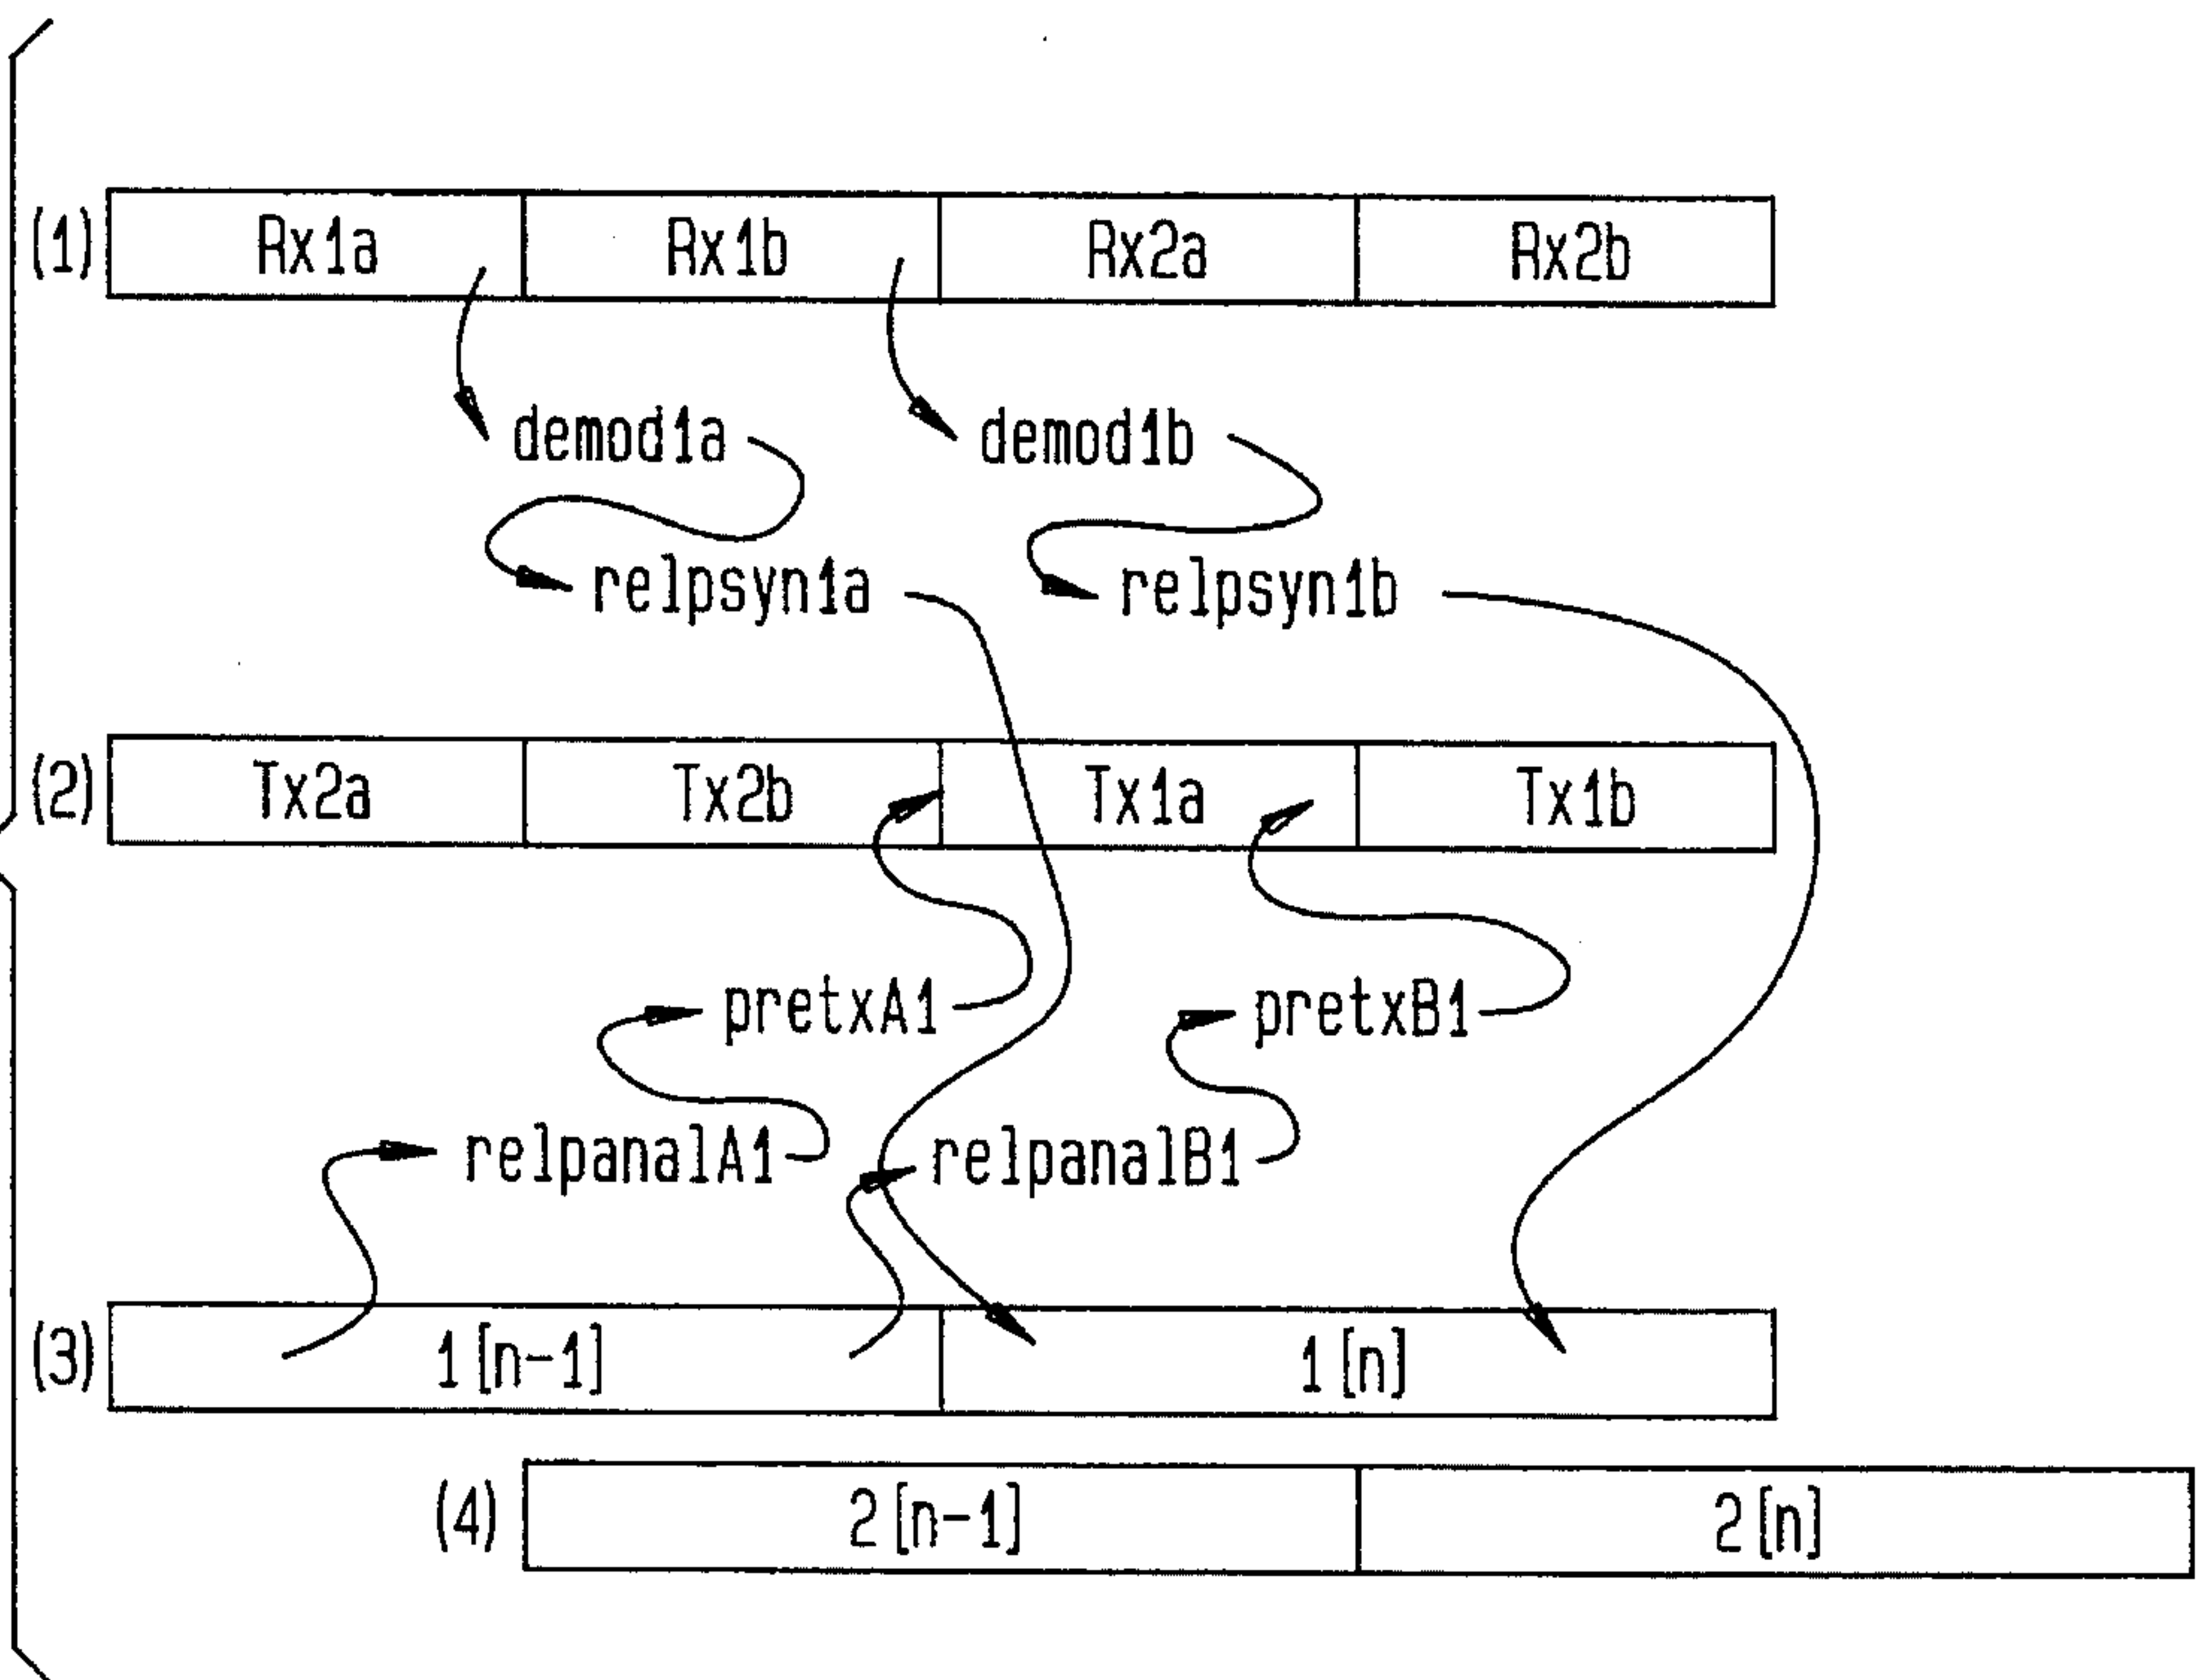 (1) Rx1a Rx1b Rx2a Rx2b
demod1a demod1b
relpsyn1a relpsyn1b
(2) Tx2a Tx2b Tx1a Tx1b
pretxA1 pretxB1
relpanalA1 relpanalB1
(3) 1[n-1] 1[n]
(4) 2[n-1] 2[n]